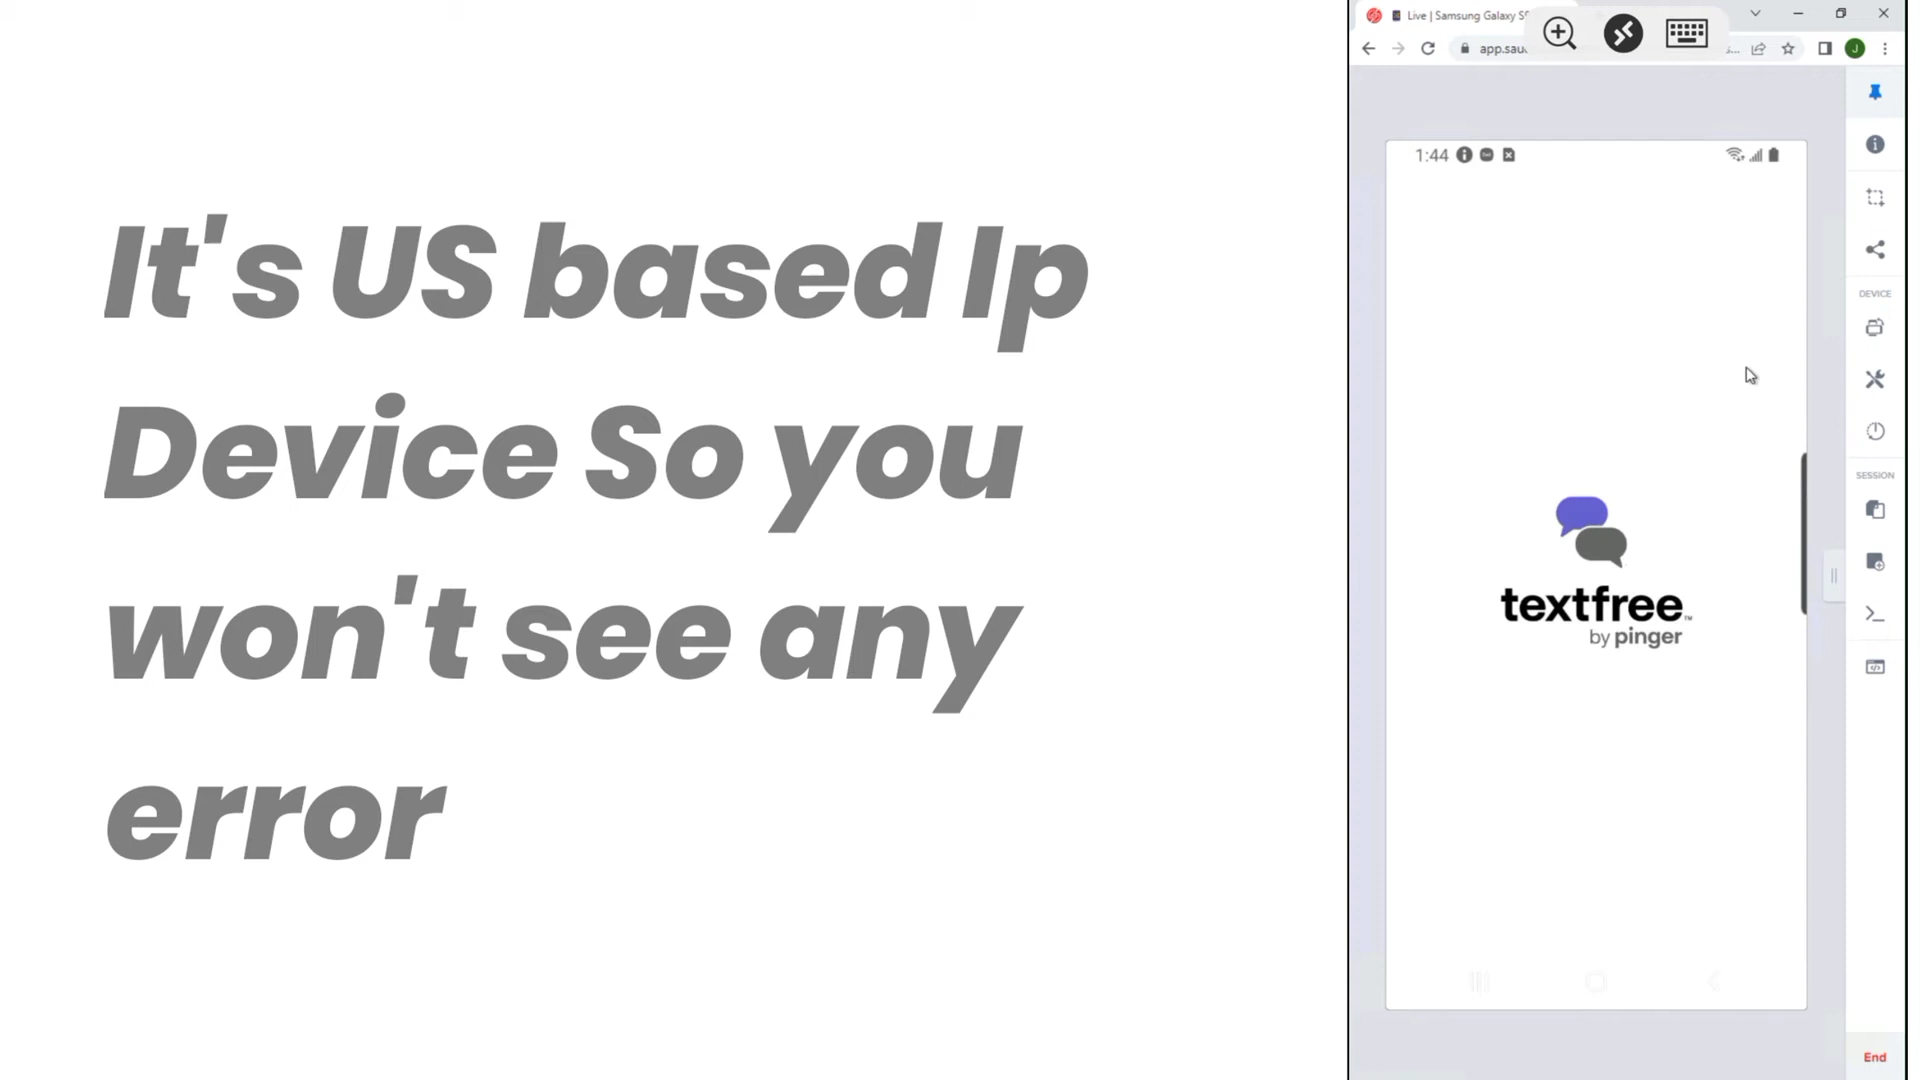 It's US based Ip
Device So you
won't see any
error
Live | Samsung Galaxy S
app.sau
1:44
textfree™
by pinger
J
DEVICE
SESSION
End